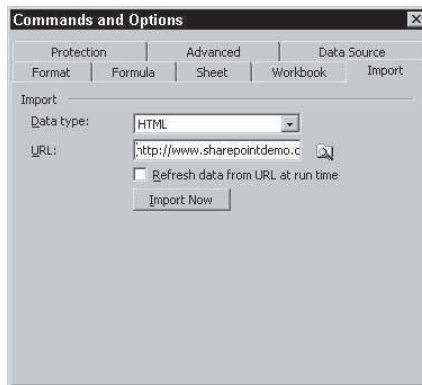 Commands and Options
Protection Advanced Data Source
Format Formula Sheet Workbook Import
Import
Data type: HTML
URL: http://www.sharepointdemo.c
Refresh data from URL at run time
Import Now